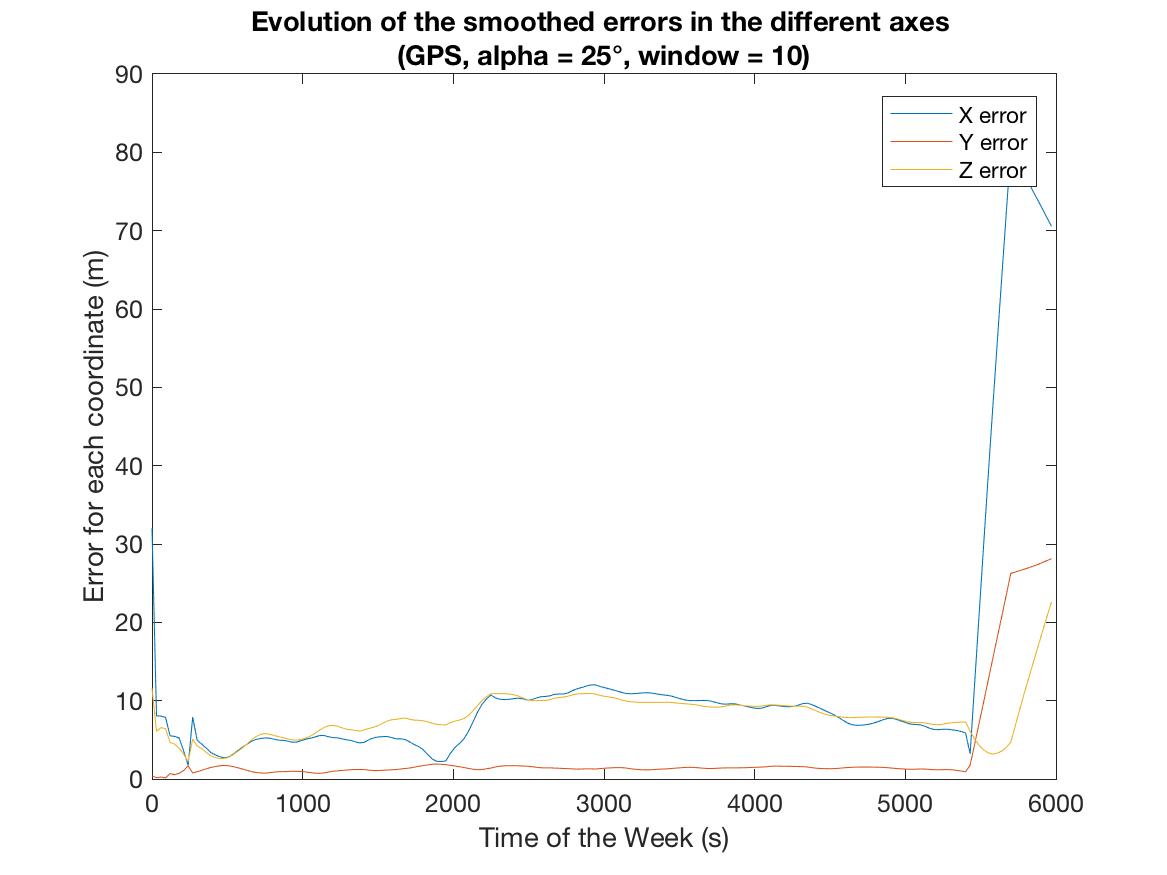 Evolution of the smoothed errors in the different axes
(GPS, alpha = 25°, window = 10)
90
80
70
60
50
40
30
20
10
0
Error for each coordinate (m)
X error
Y error
Z error
0 1000 2000 3000 4000 5000 6000
Time of the Week (s)